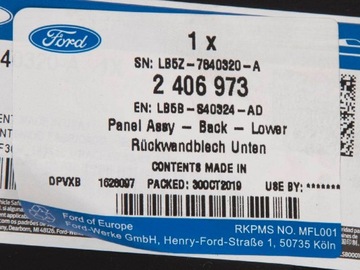 Ford
1 x
SN: LB5Z-7840320-A
2 406 973
EN: LB5B-S40324-AD
Panel Assy - Back - Lower
Rückwandblech Unten
CONTENTS MADE IN
DPVXB 1628097 PACKED: 30OCT2019 USE BY: *******
RKPMS NO. MFL001
Ford of Europe
Ford-Werke GmbH, Henry-Ford-Straße 1, 50735 Köln